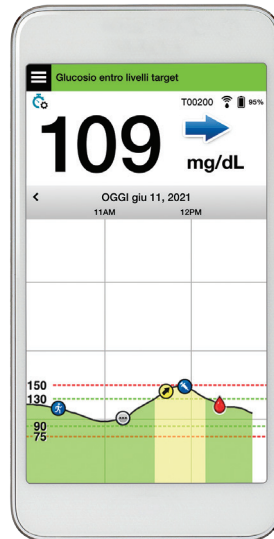 Glucosio entro livelli target
T00200 95%
109
mg/dL
OGGI giu 11, 2021
11AM 12PM
150
130
90
75